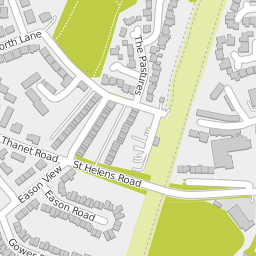 orth Lane
The Pastures
Thanet Road
St Helens Road
Eason View
Eason Road
Gower